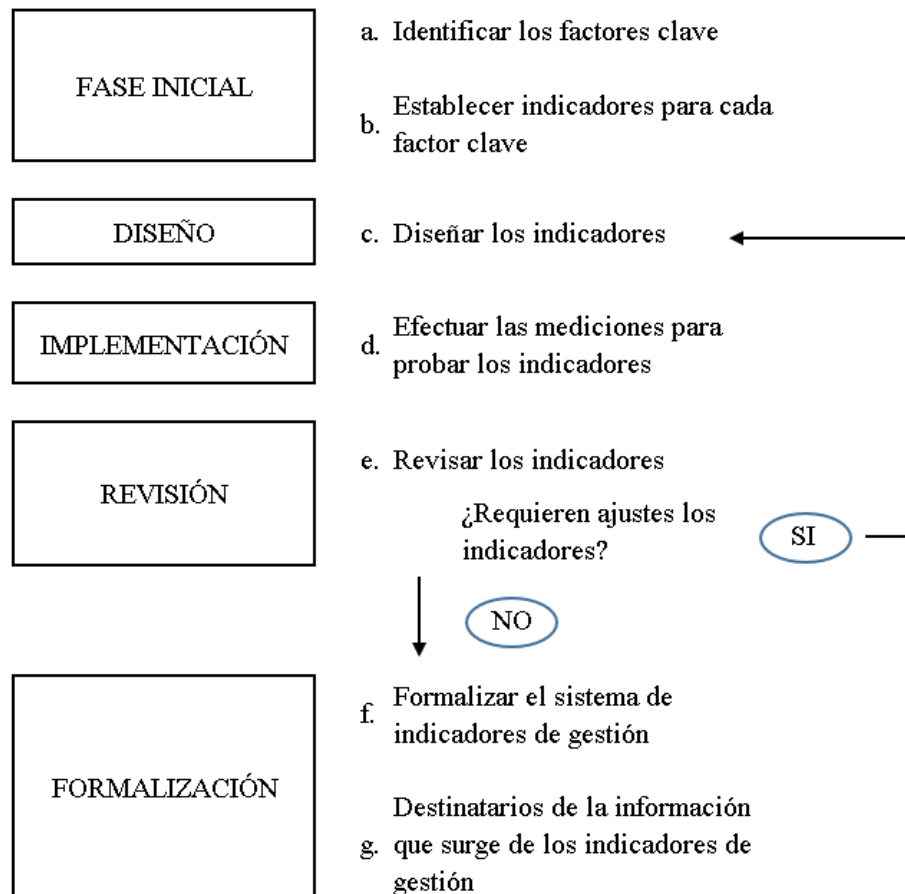 FASE INICIAL
a. Identificar los factores clave
b. Establecer indicadores para cada
factor clave
DISEÑO
c. Diseñar los indicadores
IMPLEMENTACIÓN
d. Efectuar las mediciones para
probar los indicadores
REVISIÓN
e. Revisar los indicadores
¿Requieren ajustes los
indicadores?
SI
NO
FORMALIZACIÓN
f. Formalizar el sistema de
indicadores de gestión
g. Destinatarios de la información
que surge de los indicadores de
gestión